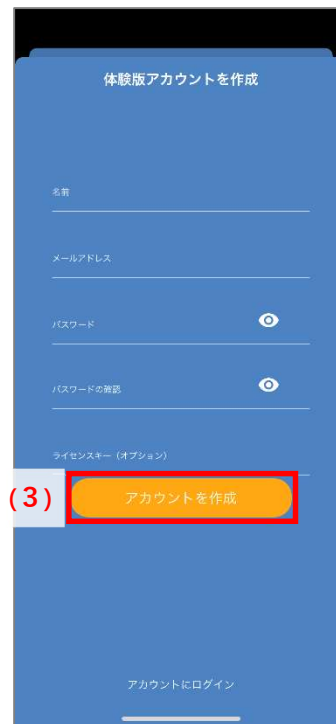 体験版アカウントを作成
名前
メールアドレス
パスワード
パスワードの確認
ライセンスキー（オプション）
(3)
アカウントを作成
アカウントにログイン